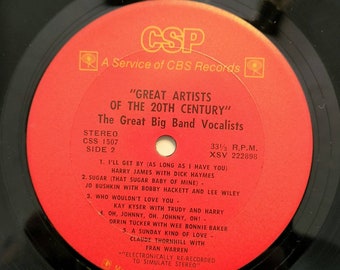 CSP
A Service of CBS Records
"GREAT ARTISTS
OF THE 20TH CENTURY"
The Great Big Band Vocalists
STEREO
CSS 1507
SIDE 2
33⅓ R.P.M.
XSV 222098
1. I'LL GET BY (AS LONG AS I HAVE YOU)
HARRY JAMES WITH DICK HAYMES
2. SUGAR (THAT SUGAR BABY OF MINE) -
JO BUSHKIN WITH BOBBY HACKETT AND LEE WILEY
3. WHO WOULDN'T LOVE YOU -
KAY KYSER WITH TRUDY AND HARRY
4. OH, JOHNNY, OH, JOHNNY, OH! -
ORRIN TUCKER WITH WEE BONNIE BAKER
5. A SUNDAY KIND OF LOVE -
CLAUDE THORNHILL WITH
FRAN WARREN
"ELECTRONICALLY RE-RECORDED
TO SIMULATE STEREO"